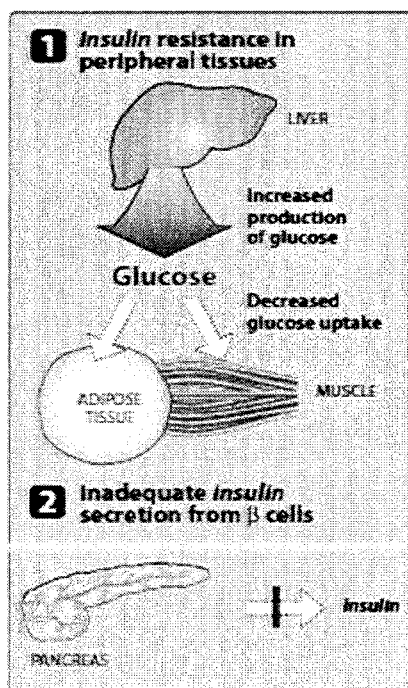 1 Insulin resistance in
peripheral tissues
LIVER
Increased
production
of glucose
Glucose
Decreased
glucose uptake
ADIPOSE
TISSUE
MUSCLE
2 Inadequate insulin
secretion from β cells
insulin
PANCREAS